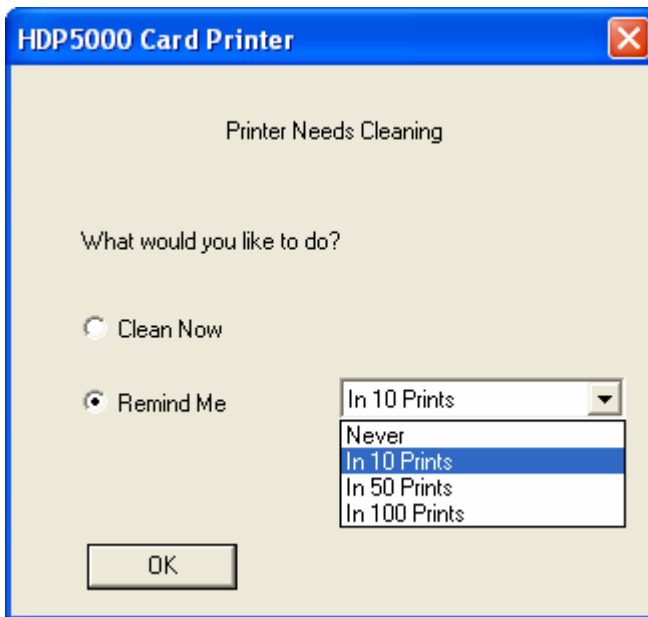 HDP5000 Card Printer
Printer Needs Cleaning
What would you like to do?
Clean Now
Remind Me In 10 Prints
Never
In 10 Prints
In 50 Prints
In 100 Prints
OK